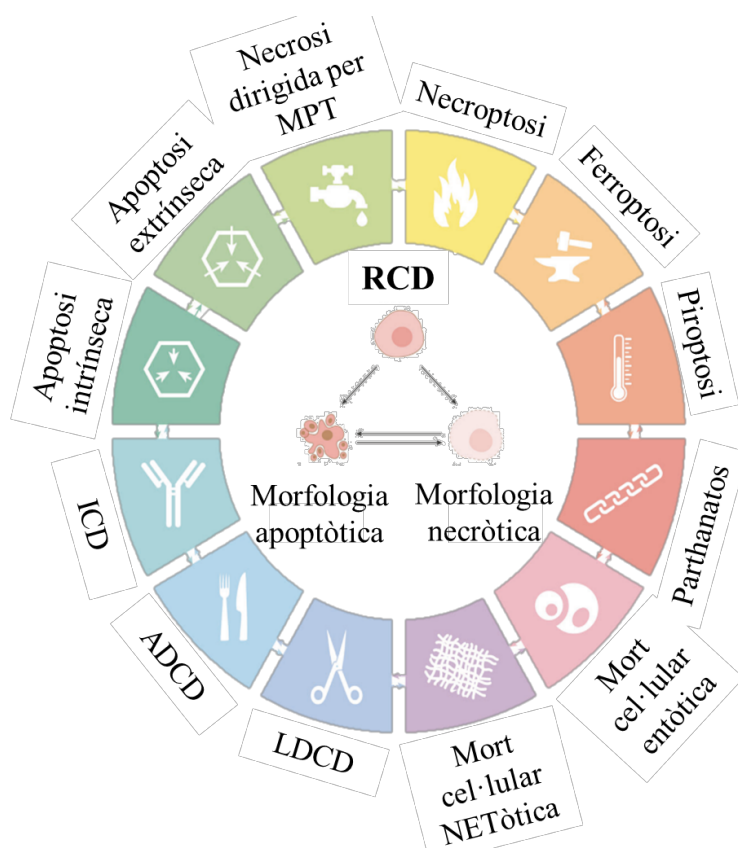 Necrosi
dirigida per
MPT
Necroptosi
Ferroptosi
Piroptosi
Parthanatos
Mort
cel·lular
entòtica
Mort
cel·lular
NETòtica
LDCD
ADCD
ICD
Apoptosi
intrínseca
Apoptosi
extrínseca
RCD
Morfologia
apoptòtica
Morfologia
necròtica